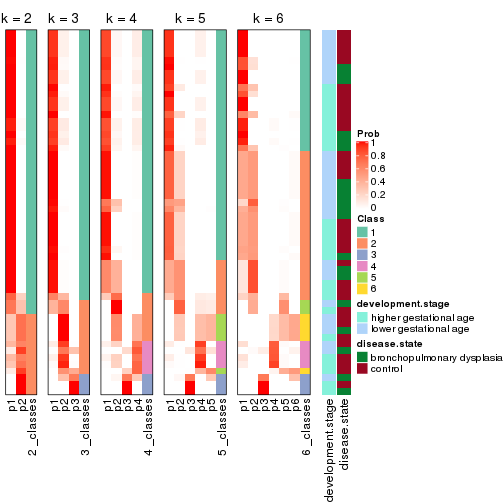 k = 2
k = 3
k = 4
k = 5
k = 6
Prob
1
0.8
0.6
0.4
0.2
0
Class
1
2
3
4
5
6
development.stage
higher gestational age
lower gestational age
disease.state
bronchopulmonary dysplasia
control
p1
p2
2_classes
p1
p2
p3
3_classes
p1
p2
p3
p4
4_classes
p1
p2
p3
p4
p5
5_classes
p1
p2
p3
p4
p5
p6
6_classes
development.stage
disease.state